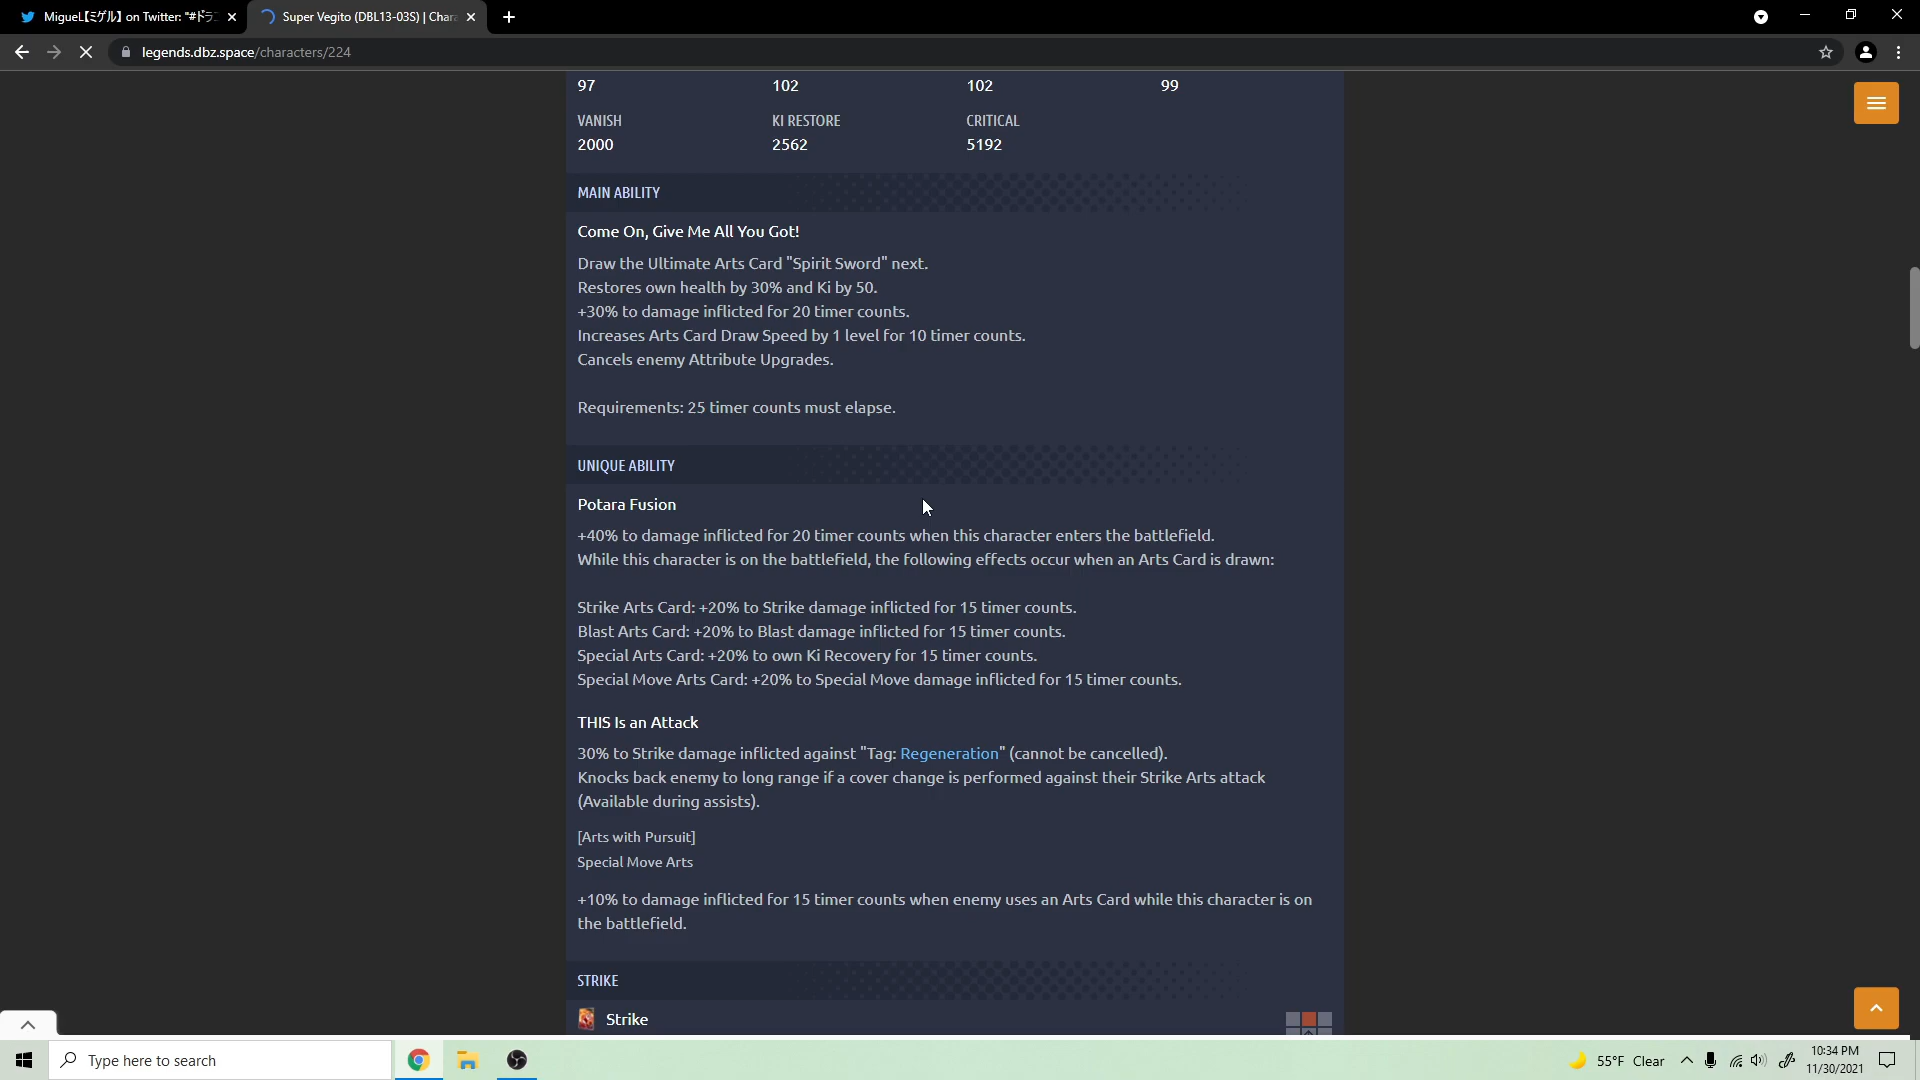 MigueL【ミゲル】 on Twitter: "#ドラ
Super Vegito (DBL13-03S) | Chara
legends.dbz.space/characters/224
97 102 102 99
VANISH KI RESTORE CRITICAL
2000 2562 5192
MAIN ABILITY
Come On, Give Me All You Got!
Draw the Ultimate Arts Card "Spirit Sword" next.
Restores own health by 30% and Ki by 50.
+30% to damage inflicted for 20 timer counts.
Increases Arts Card Draw Speed by 1 level for 10 timer counts.
Cancels enemy Attribute Upgrades.
Requirements: 25 timer counts must elapse.
UNIQUE ABILITY
Potara Fusion
+40% to damage inflicted for 20 timer counts when this character enters the battlefield.
While this character is on the battlefield, the following effects occur when an Arts Card is drawn:
Strike Arts Card: +20% to Strike damage inflicted for 15 timer counts.
Blast Arts Card: +20% to Blast damage inflicted for 15 timer counts.
Special Arts Card: +20% to own Ki Recovery for 15 timer counts.
Special Move Arts Card: +20% to Special Move damage inflicted for 15 timer counts.
THIS Is an Attack
30% to Strike damage inflicted against "Tag: Regeneration" (cannot be cancelled).
Knocks back enemy to long range if a cover change is performed against their Strike Arts attack
(Available during assists).
[Arts with Pursuit]
Special Move Arts
+10% to damage inflicted for 15 timer counts when enemy uses an Arts Card while this character is on
the battlefield.
STRIKE
Strike
Type here to search
55°F Clear
10:34 PM
11/30/2021